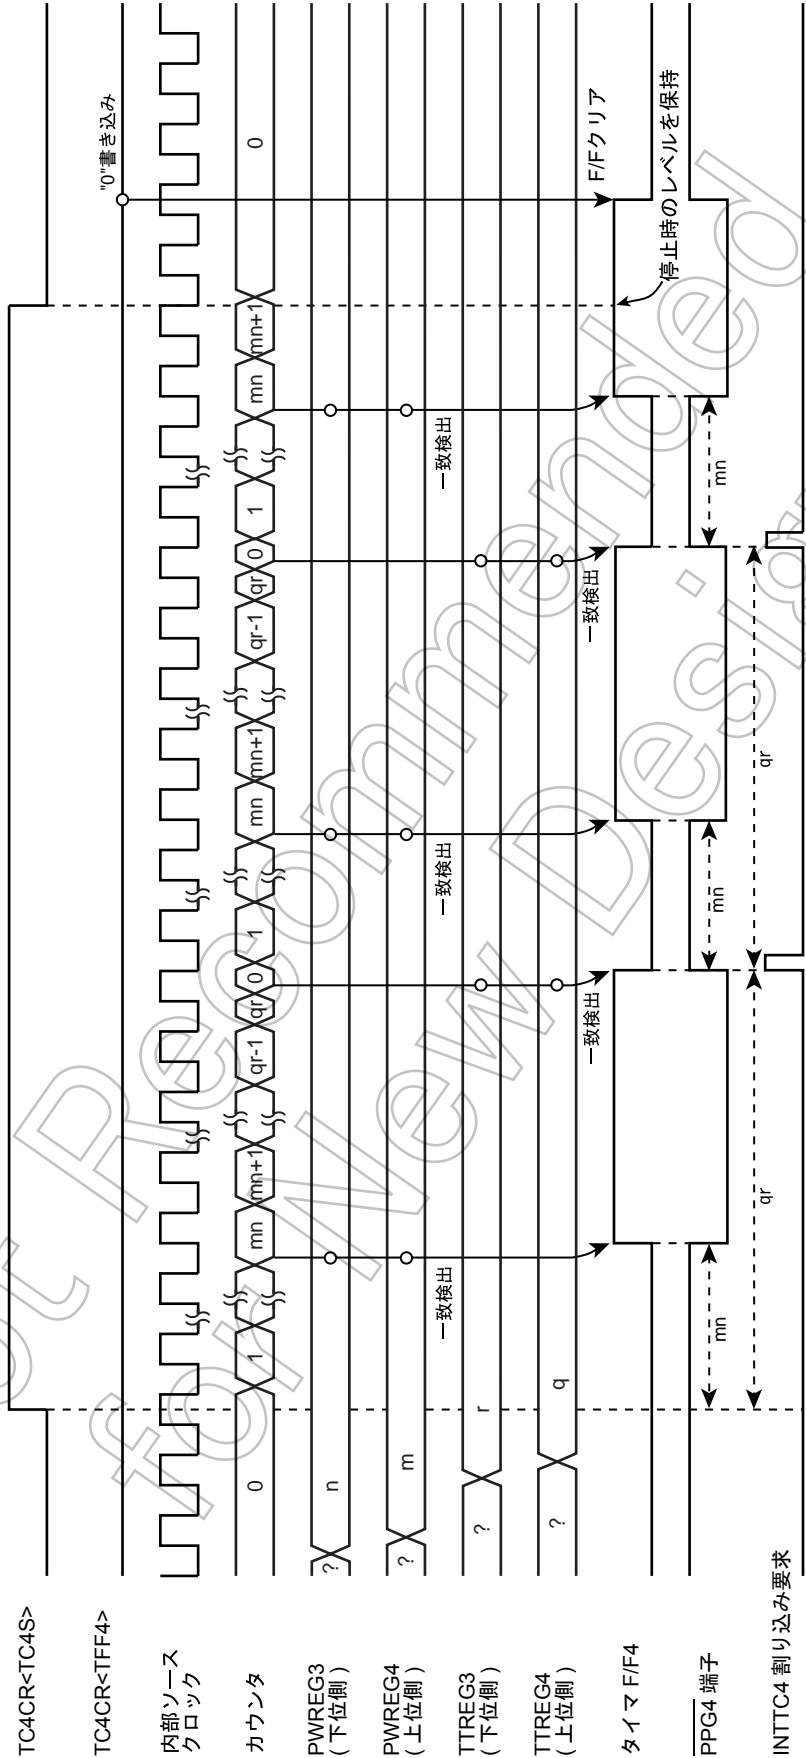 TC4CR<TC4S>
TC4CR<TFF4>
"0"書き込み
内部ソース
クロック
カウンタ
0
1
mn
mn+1
qr-1
qr
0
1
mn
mn+1
qr-1
qr
0
1
mn
mn+1
0
PWREG3
(下位側)
?
n
PWREG4
(上位側)
?
m
一致検出
一致検出
一致検出
TTREG3
(下位側)
?
r
TTREG4
(上位側)
?
q
一致検出
一致検出
F/Fクリア
タイマ F/F4
停止時のレベルを保持
PPG4 端子
mn
mn
mn
qr
qr
INTTC4 割り込み要求
Not Recommended
for New Design